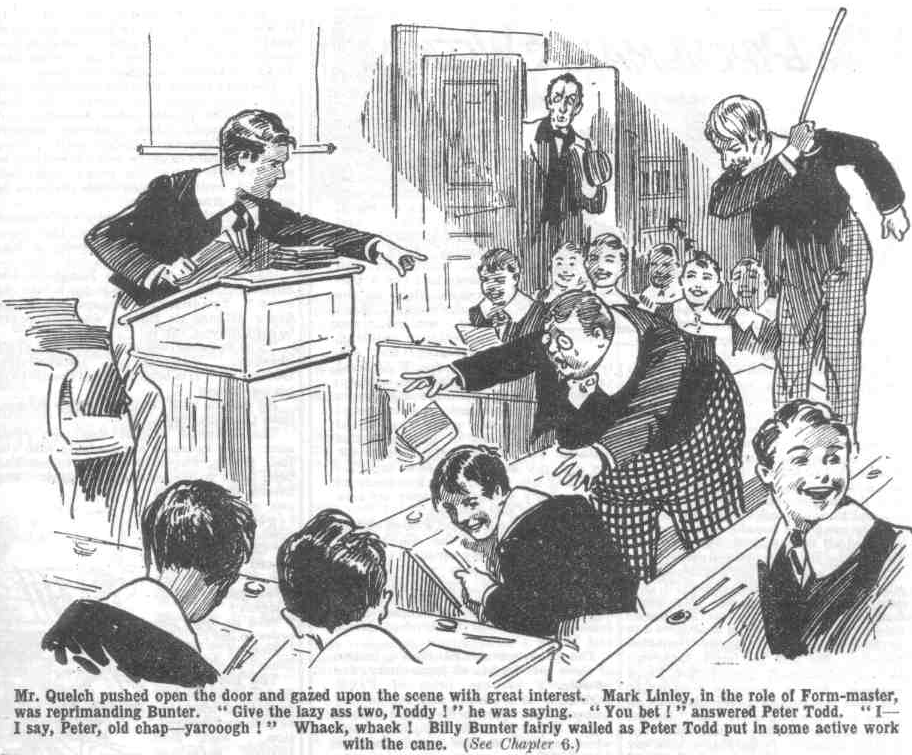 Mr. Quelch pushed open the door and gazed upon the scene with great interest. Mark Linley, in the role of Form-master,
was reprimanding Bunter. " Give the lazy ass two, Toddy ! " he was saying. " You bet ! " answered Peter Todd. " I—
I say, Peter, old chap—yarooogh ! " Whack, whack ! Billy Bunter fairly wailed as Peter Todd put in some active work
with the cane. (See Chapter 6.)